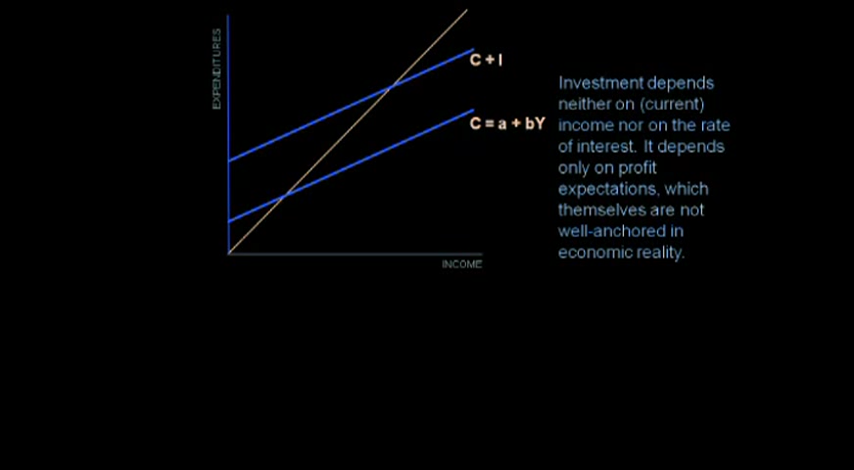 EXPENDITURES
C + I
C = a + bY
INCOME
Investment depends
neither on (current)
income nor on the rate
of interest. It depends
only on profit
expectations, which
themselves are not
well-anchored in
economic reality.